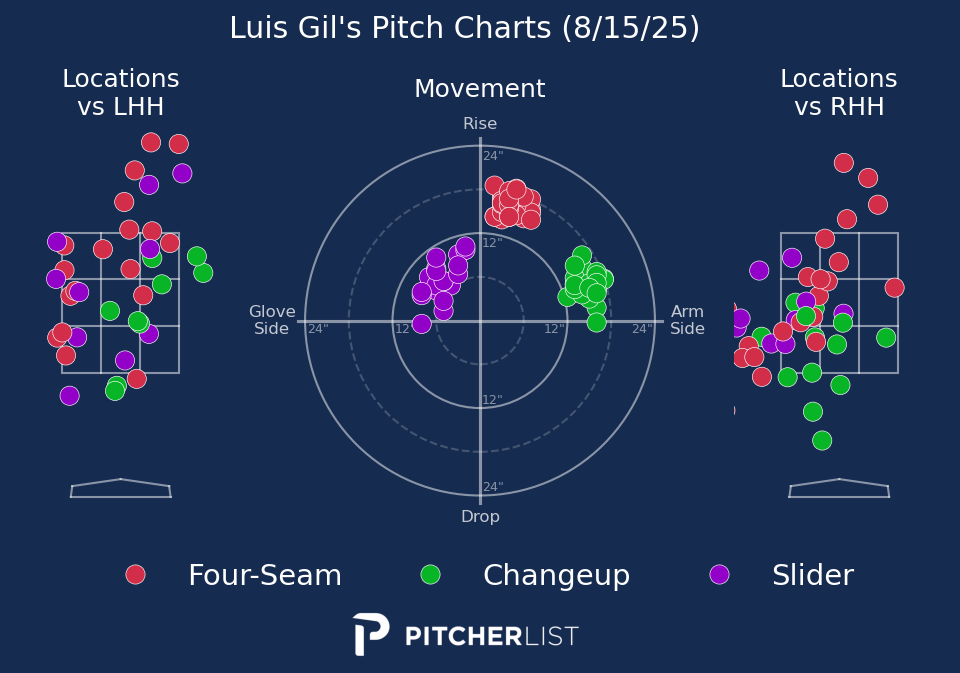 Luis Gil's Pitch Charts (8/15/25)
Locations
vs LHH
Movement
Locations
vs RHH
Rise
24"
12"
Glove
Side
24"
12"
12"
24"
Arm
Side
12"
24"
Drop
Four-Seam
Changeup
Slider
PITCHERLIST